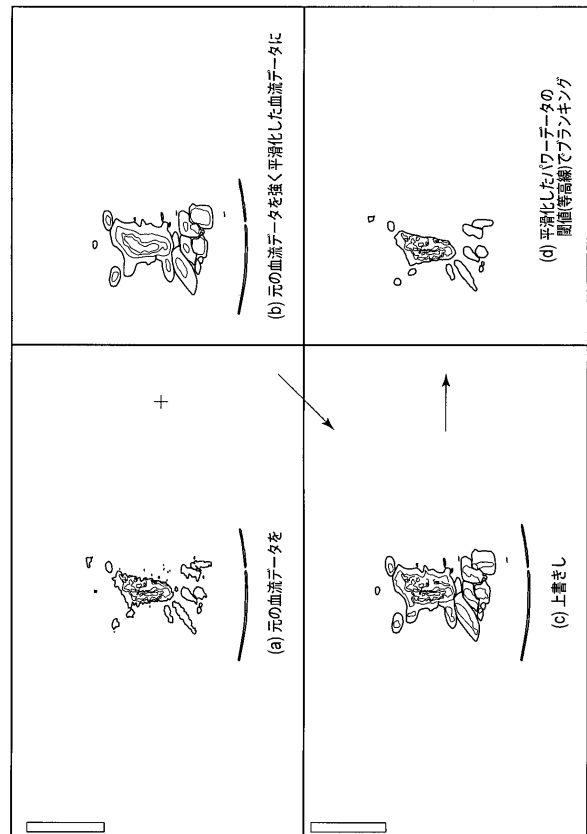 (a) 元の血流データを
+
(b) 元の血流データを強く平滑化した血流データに
(c) 上書きし
(d) 平滑化したパワーデータの
閾値(等高線)でブランキング